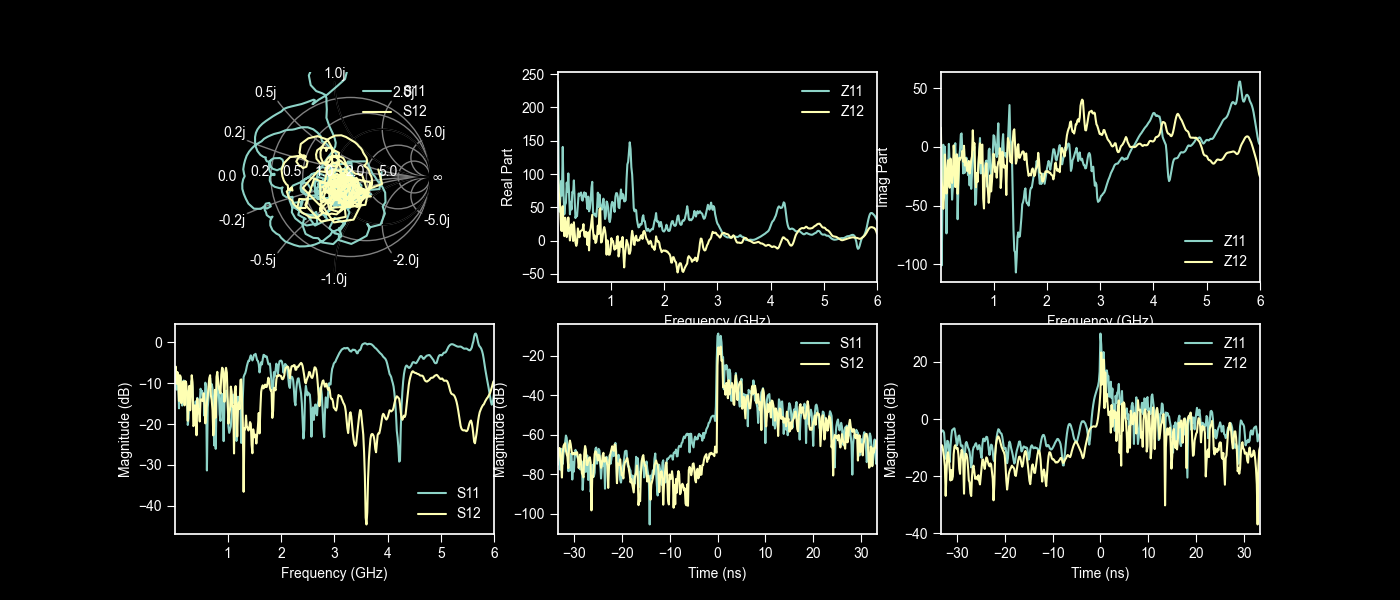 1.0j
0.5j
2.0j
S11
S12
0.2j
5.0j
0.0
0.2
0.5
5.0
∞
-0.2j
-5.0j
-0.5j
-2.0j
-1.0j
Real Part
250
200
150
100
50
0
−50
1 2 3 4 5 6
Frequency (GHz)
Z11
Z12
Imag Part
50
0
−50
−100
1 2 3 4 5 6
Frequency (GHz)
Z11
Z12
Magnitude (dB)
0
−10
−20
−30
−40
1 2 3 4 5 6
Frequency (GHz)
S11
S12
Magnitude (dB)
−20
−40
−60
−80
−100
−30 −20 −10 0 10 20 30
Time (ns)
S11
S12
Magnitude (dB)
20
0
−20
−40
−30 −20 −10 0 10 20 30
Time (ns)
Z11
Z12